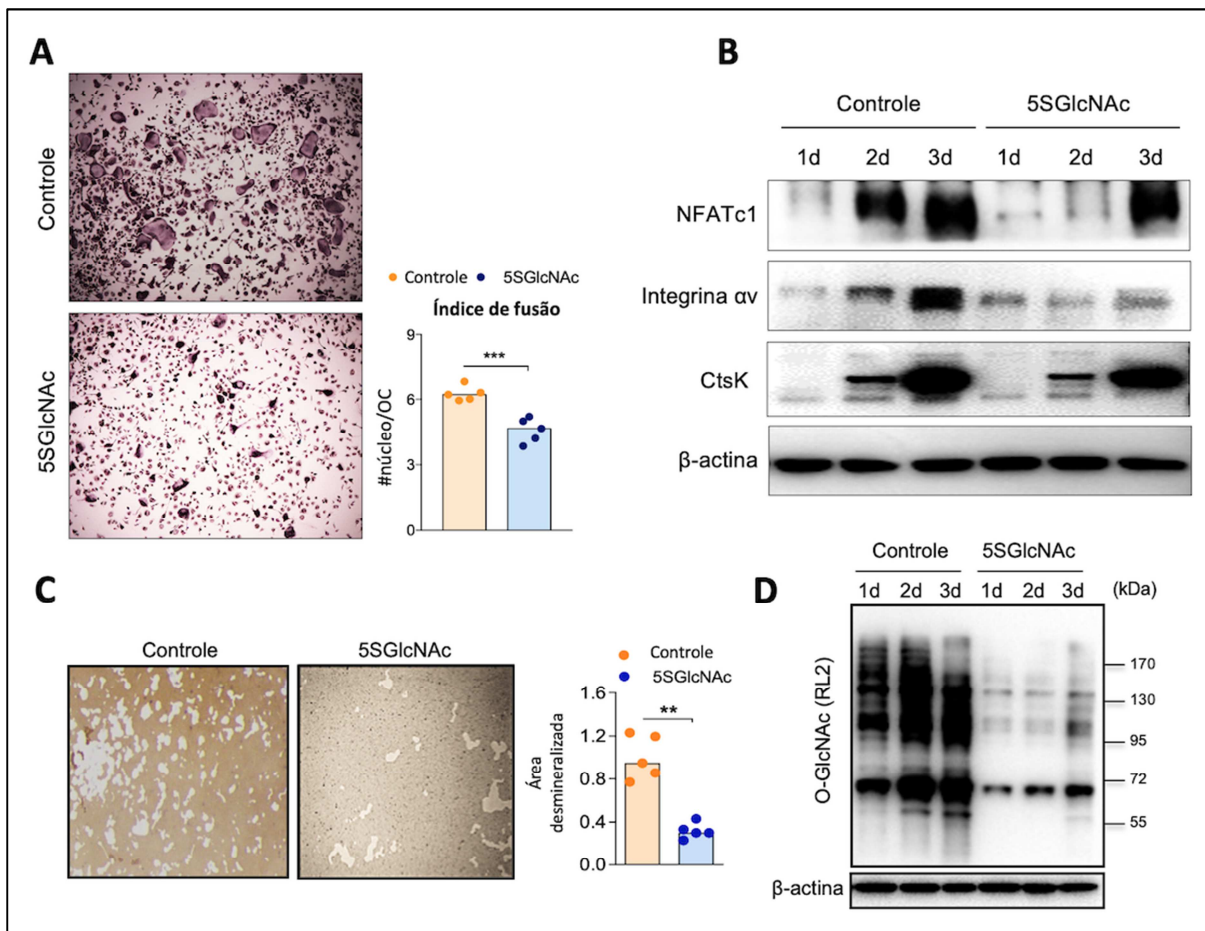 A
Controle
5SGlcNAc
Controle 5SGlcNAc
Índice de fusão
***
9
6
3
0
#núcleo/OC
B
Controle 5SGlcNAc
1d 2d 3d 1d 2d 3d
NFATc1
Integrina αv
CtsK
β-actina
C
Controle 5SGlcNAc
Controle
5SGlcNAc
1.6
**
1.2
0.8
0.4
0.0
Área
desmineralizada
D
Controle 5SGlcNAc
1d 2d 3d 1d 2d 3d (kDa)
170
130
95
72
55
O-GlcNAc (RL2)
β-actina